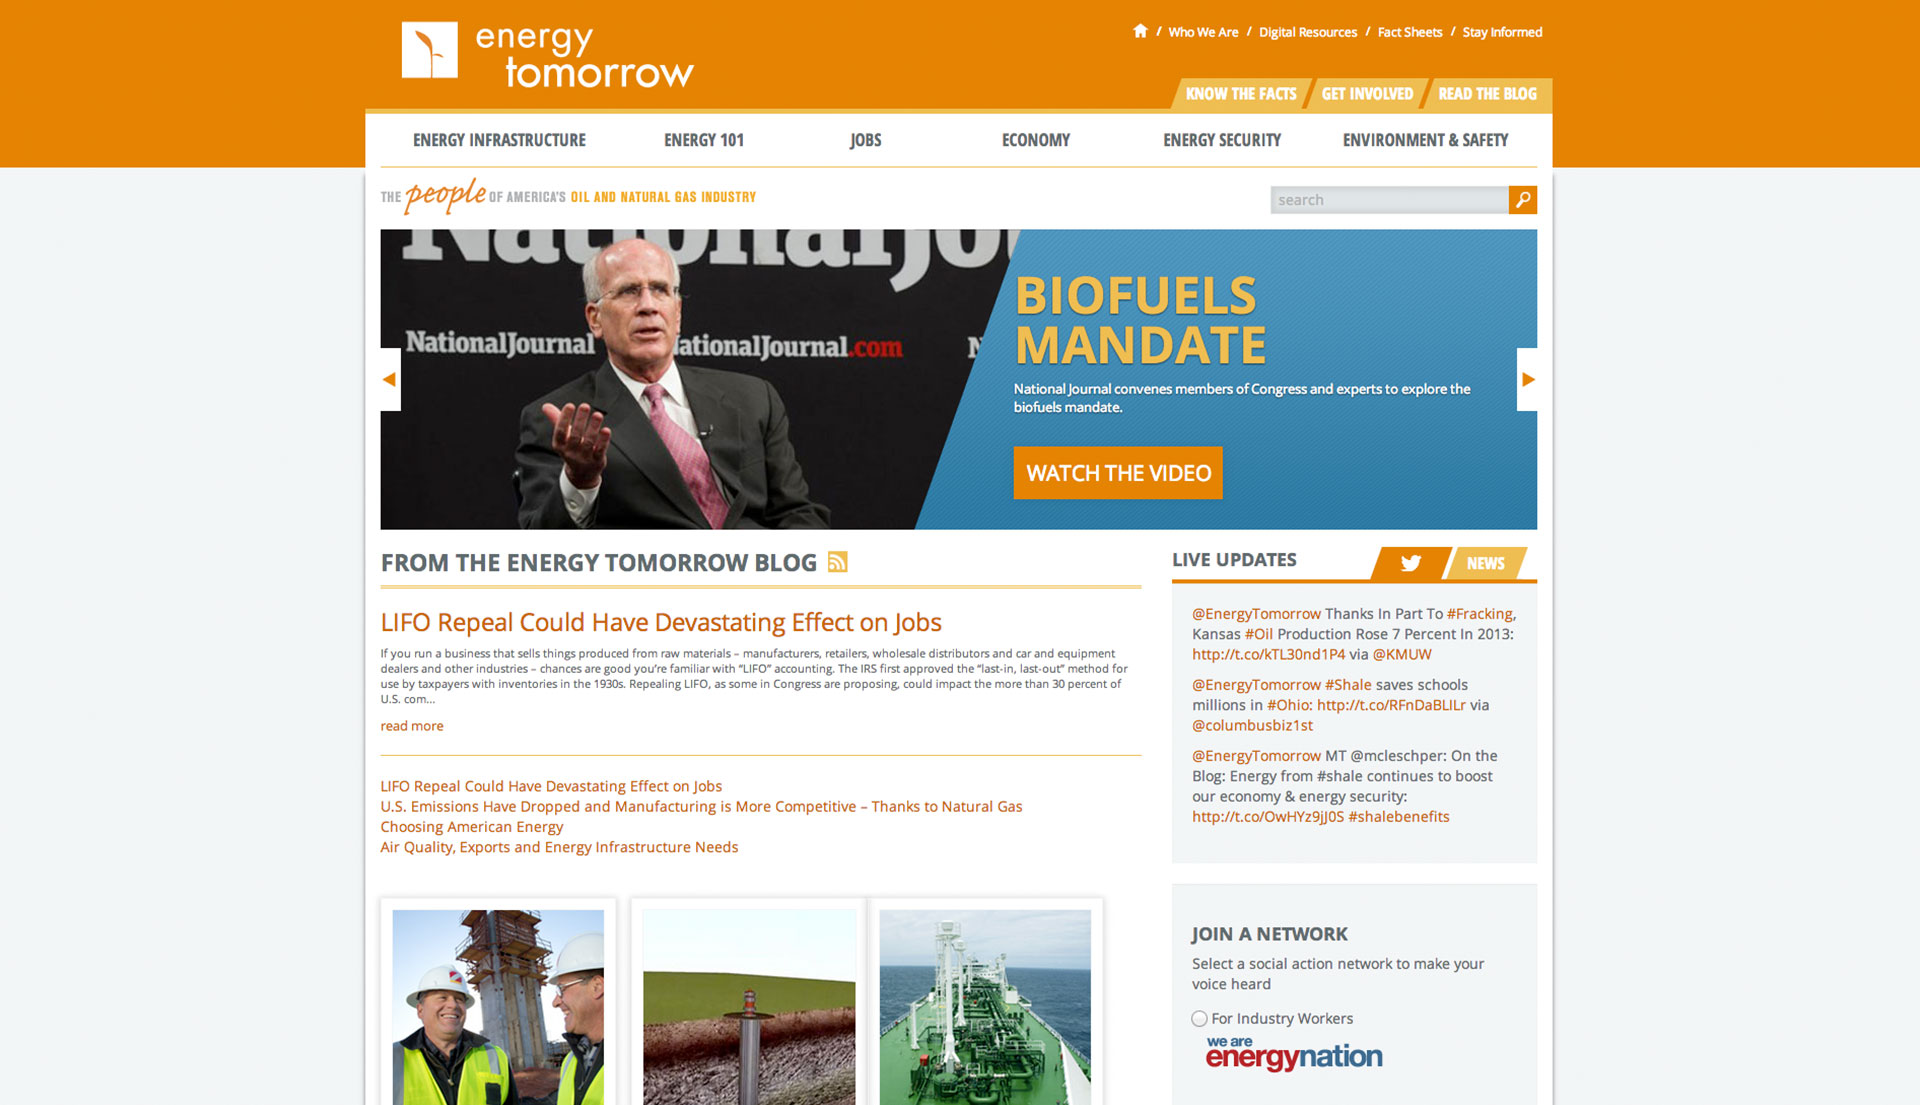 energy
tomorrow
/ Who We Are / Digital Resources / Fact Sheets / Stay Informed
KNOW THE FACTS
GET INVOLVED
READ THE BLOG
ENERGY INFRASTRUCTURE
ENERGY 101
JOBS
ECONOMY
ENERGY SECURITY
ENVIRONMENT & SAFETY
THE people OF AMERICA'S OIL AND NATURAL GAS INDUSTRY
search
NationalJou
NationalJournal
ationalJournal.com
N
BIOFUELS
MANDATE
National Journal convenes members of Congress and experts to explore the
biofuels mandate.
WATCH THE VIDEO
FROM THE ENERGY TOMORROW BLOG
LIFO Repeal Could Have Devastating Effect on Jobs
If you run a business that sells things produced from raw materials – manufacturers, retailers, wholesale distributors and car and equipment
dealers and other industries – chances are good you're familiar with “LIFO” accounting. The IRS first approved the “last-in, last-out” method for
use by taxpayers with inventories in the 1930s. Repealing LIFO, as some in Congress are proposing, could impact the more than 30 percent of
U.S. com...
read more
LIFO Repeal Could Have Devastating Effect on Jobs
U.S. Emissions Have Dropped and Manufacturing is More Competitive – Thanks to Natural Gas
Choosing American Energy
Air Quality, Exports and Energy Infrastructure Needs
LIVE UPDATES
NEWS
@EnergyTomorrow Thanks In Part To #Fracking,
Kansas #Oil Production Rose 7 Percent In 2013:
http://t.co/kTL30nd1P4 via @KMUW
@EnergyTomorrow #Shale saves schools
millions in #Ohio: http://t.co/RFnDaBLILr via
@columbusbiz1st
@EnergyTomorrow MT @mcleschper: On the
Blog: Energy from #shale continues to boost
our economy & energy security:
http://t.co/OwHYz9jJ0S #shalebenefits
JOIN A NETWORK
Select a social action network to make your
voice heard
For Industry Workers
we are
energynation